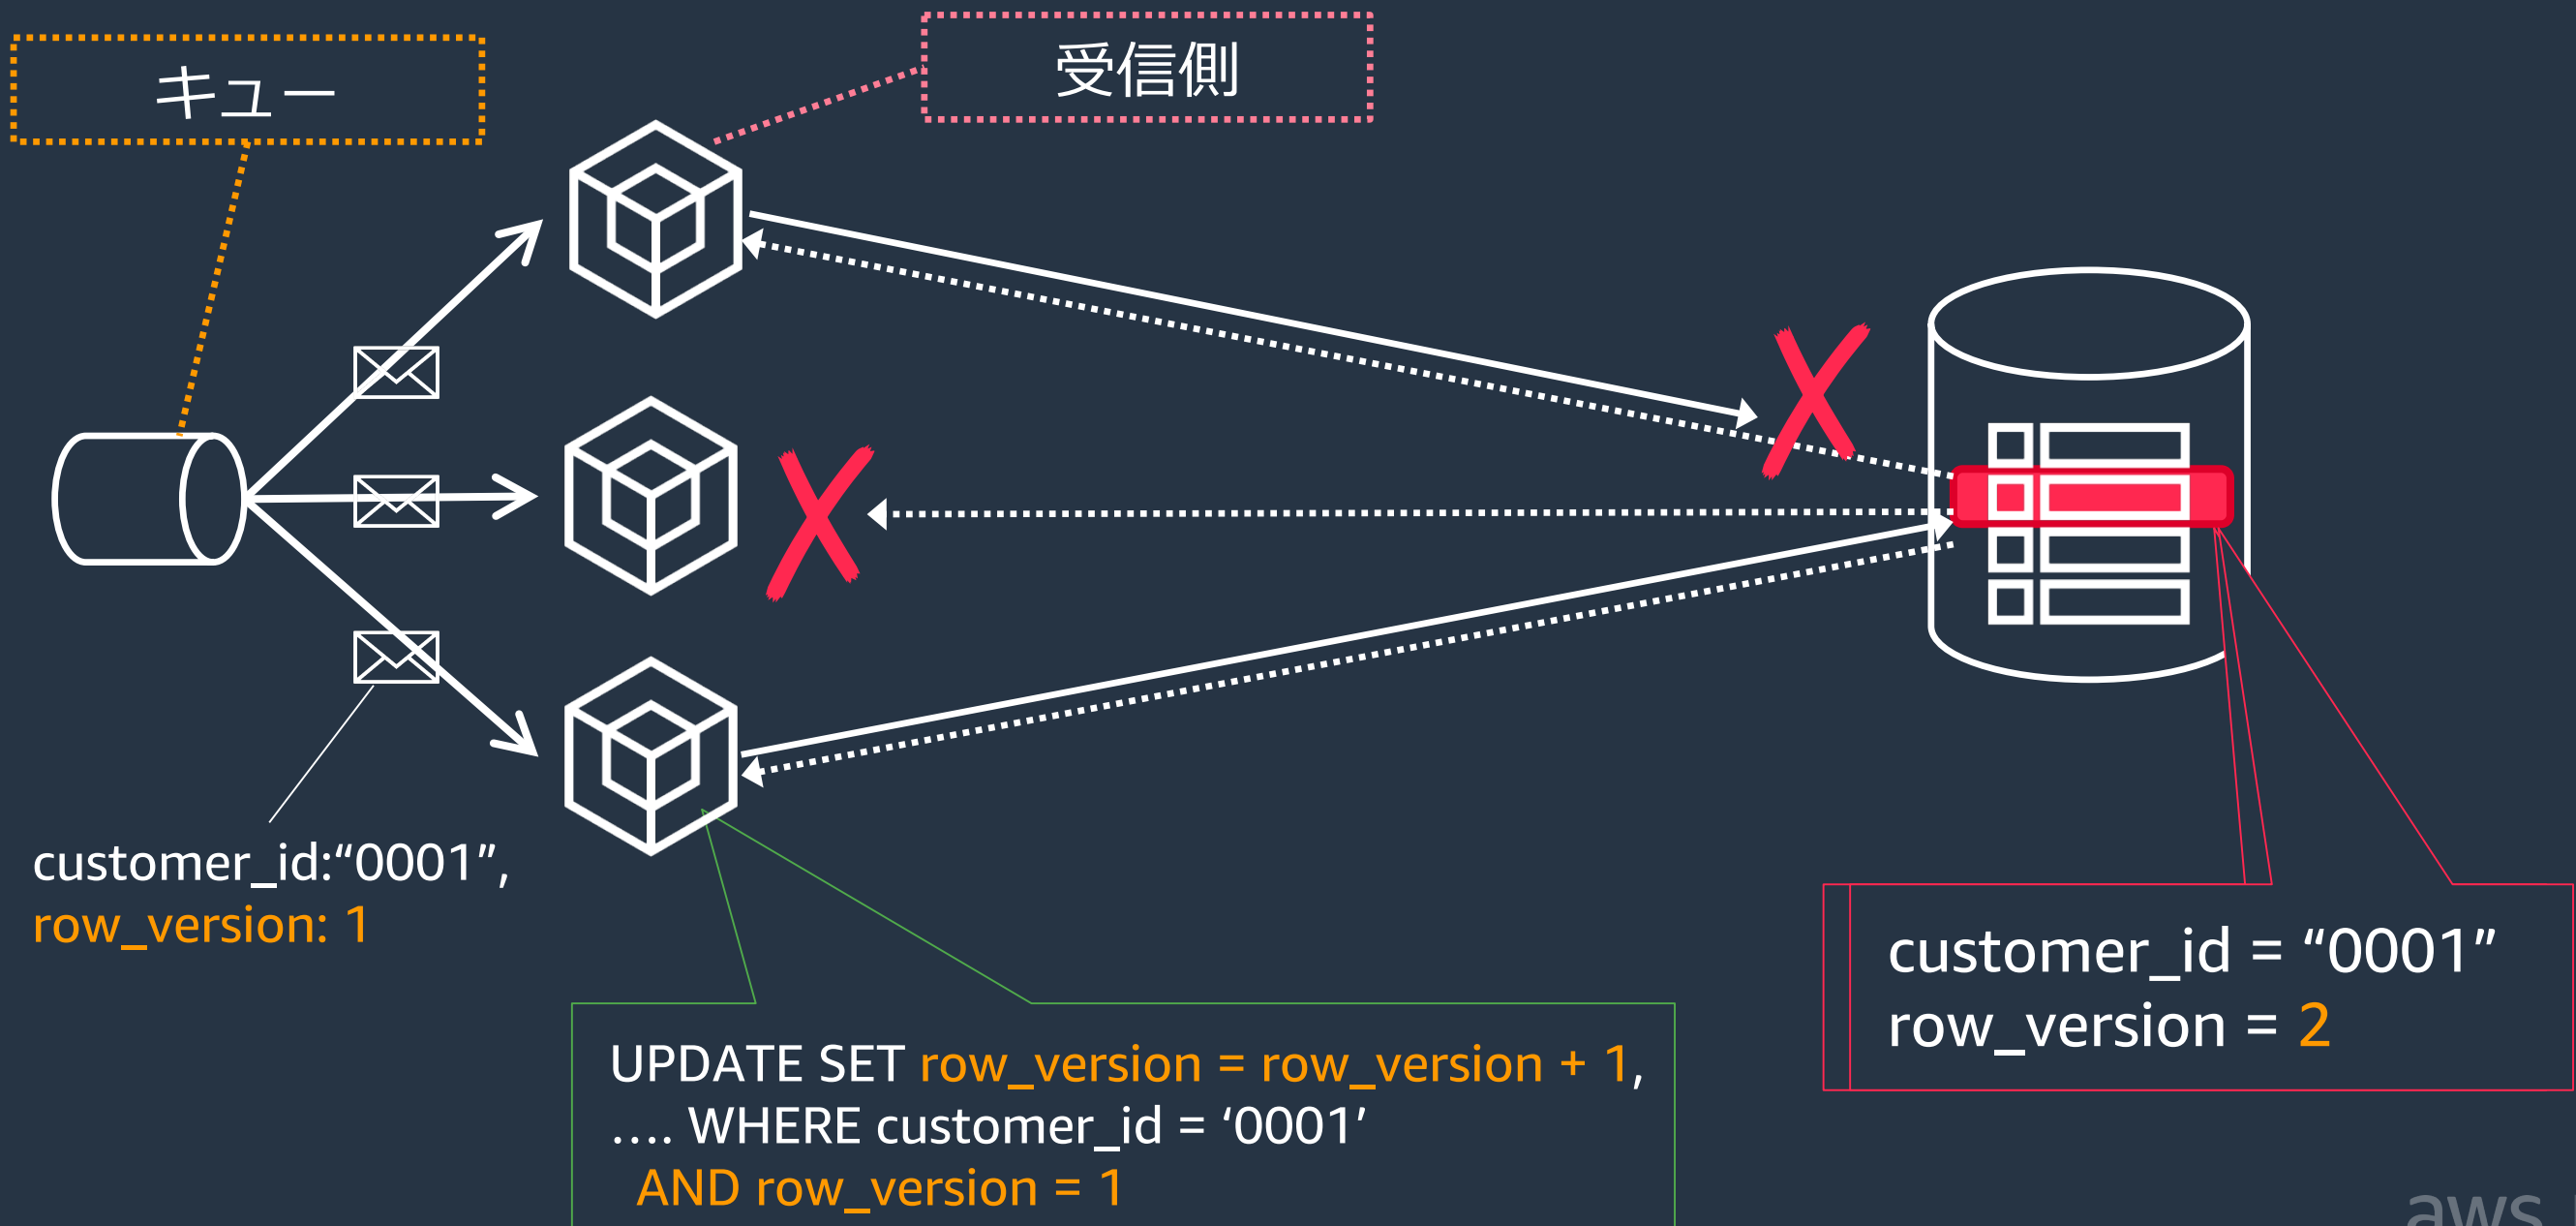 キュー
受信側
customer_id:“0001”,
row_version: 1
UPDATE SET row_version = row_version + 1,
.... WHERE customer_id = ‘0001’
AND row_version = 1
customer_id = “0001”
row_version = 2
aws